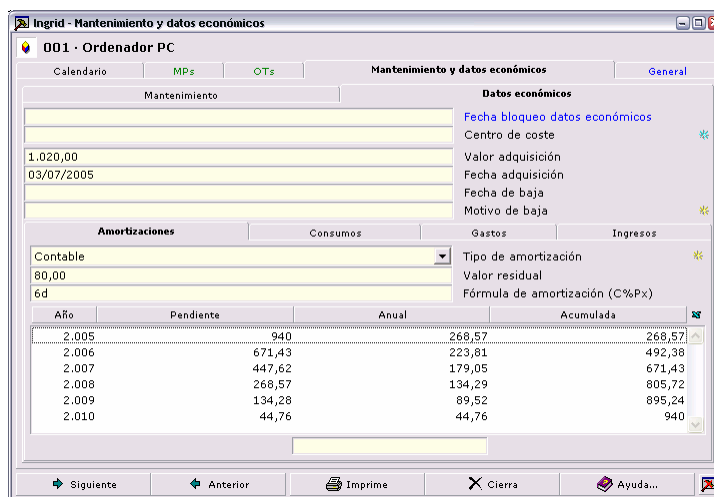 Ingrid - Mantenimiento y datos económicos
001 · Ordenador PC
Calendario MPs OTs Mantenimiento y datos económicos General
Mantenimiento Datos económicos
Fecha bloqueo datos económicos
Centro de coste
1.020,00 Valor adquisición
03/07/2005 Fecha adquisición
Fecha de baja
Motivo de baja
Amortizaciones Consumos Gastos Ingresos
Contable Tipo de amortización
80,00 Valor residual
6d Fórmula de amortización (C%Px)
Año Pendiente Anual Acumulada
2.005 940 268,57 268,57
2.006 671,43 223,81 492,38
2.007 447,62 179,05 671,43
2.008 268,57 134,29 805,72
2.009 134,28 89,52 895,24
2.010 44,76 44,76 940
Siguiente Anterior Imprime Cierra Ayuda...